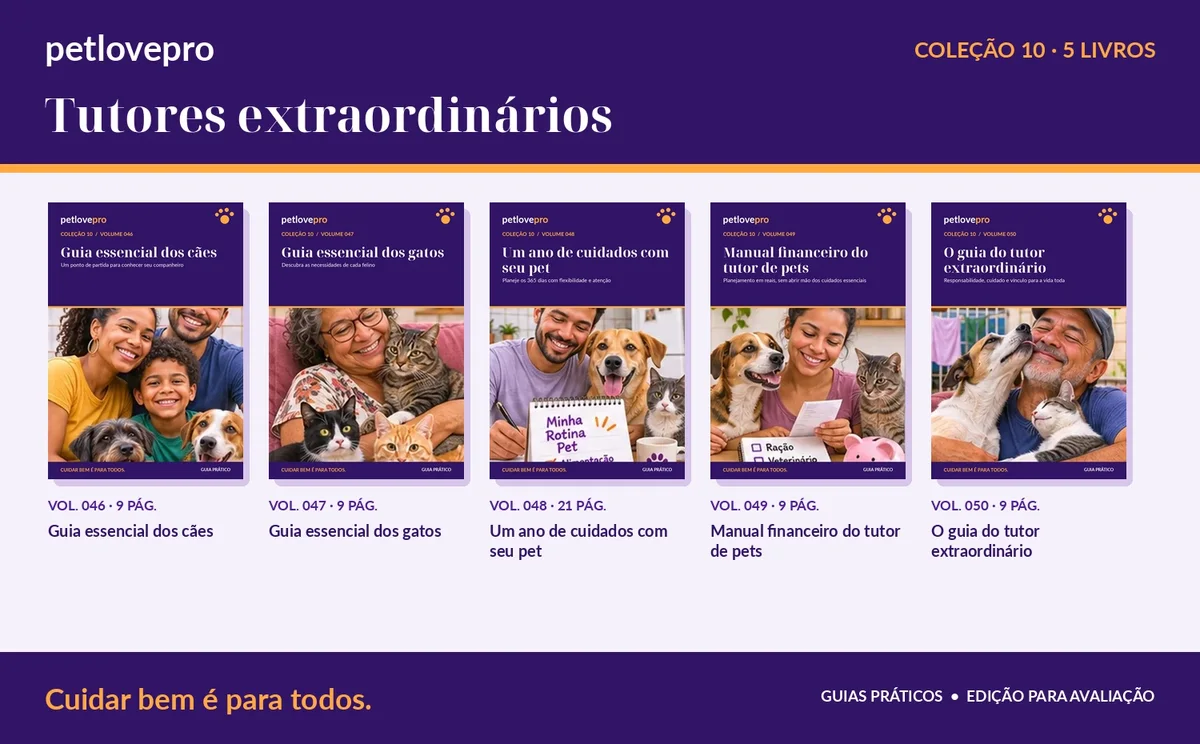 petlovepro
COLEÇÃO 10 · 5 LIVROS
Tutores extraordinários
petlovepro
COLEÇÃO 10 / VOLUME 046
Guia essencial dos cães
Um ponto de partida para conhecer seu companheiro
CUIDAR BEM É PARA TODOS.
GUIA PRÁTICO
VOL. 046 · 9 PÁG.
Guia essencial dos cães
petlovepro
COLEÇÃO 10 / VOLUME 047
Guia essencial dos gatos
Descubra as necessidades de cada felino
CUIDAR BEM É PARA TODOS.
GUIA PRÁTICO
VOL. 047 · 9 PÁG.
Guia essencial dos gatos
petlovepro
COLEÇÃO 10 / VOLUME 048
Um ano de cuidados com
seu pet
Planeje os 365 dias com flexibilidade e atenção
Minha
Rotina
Pet
Alimentação
CUIDAR BEM É PARA TODOS.
GUIA PRÁTICO
VOL. 048 · 21 PÁG.
Um ano de cuidados com
seu pet
petlovepro
COLEÇÃO 10 / VOLUME 049
Manual financeiro do
tutor de pets
Planejamento em reais, sem abrir mão dos cuidados essenciais
Ração
Veterinário
CUIDAR BEM É PARA TODOS.
GUIA PRÁTICO
VOL. 049 · 9 PÁG.
Manual financeiro do tutor
de pets
petlovepro
COLEÇÃO 10 / VOLUME 050
O guia do tutor
extraordinário
Responsabilidade, cuidado e vínculo para a vida toda
CUIDAR BEM É PARA TODOS.
GUIA PRÁTICO
VOL. 050 · 9 PÁG.
O guia do tutor
extraordinário
Cuidar bem é para todos.
GUIAS PRÁTICOS • EDIÇÃO PARA AVALIAÇÃO